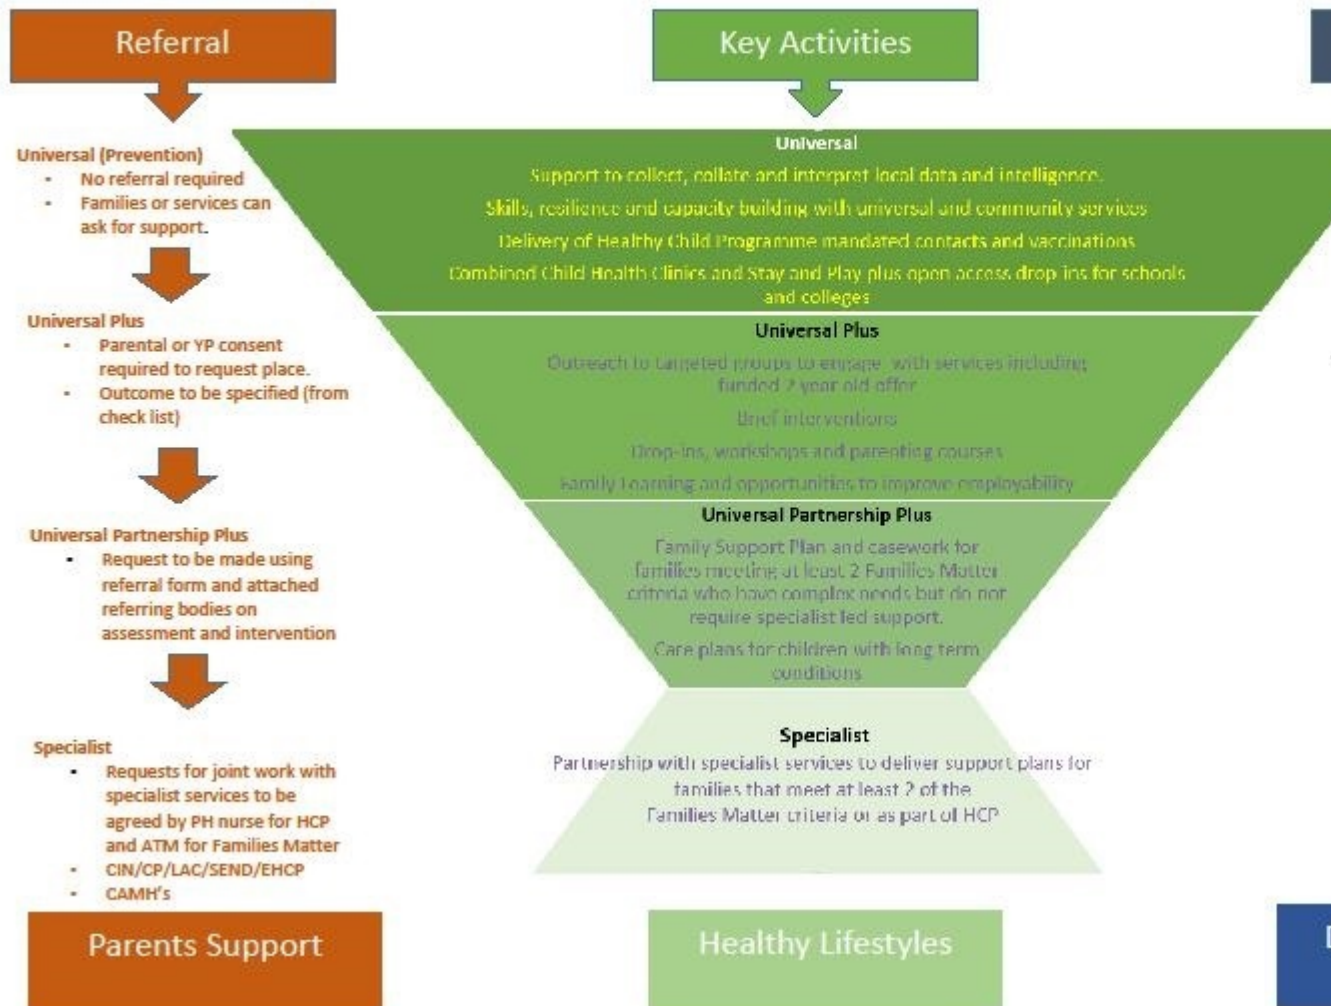 Referral
Key Activities
Universal (Prevention)
- No referral required
- Families or services can
ask for support.
Universal Plus
- Parental or YP consent
required to request place.
- Outcome to be specified (from
check list)
Universal Partnership Plus
- Request to be made using
referral form and attached
referring bodies on
assessment and intervention
Specialist
- Requests for joint work with
specialist services to be
agreed by PH nurse for HCP
and ATM for Families Matter
- CIN/CP/LAC/SEND/EHCP
- CAMH's
Universal
Support to collect, collate and interpret local data and intelligence.
Skills, resilience and capacity building with universal and community services
Delivery of Healthy Child Programme mandated contacts and vaccinations
Combined Child Health Clinics and Stay and Play plus open access drop-ins for schools
and colleges
Universal Plus
Outreach to targeted groups to engage with services including
funded 2 year old offer
Brief interventions
Drop-ins, workshops and parenting courses
Family Learning and opportunities to improve employability
Universal Partnership Plus
Family Support Plan and casework for
families meeting at least 2 Families Matter
criteria who have complex needs but do not
require specialist led support.
Care plans for children with long term
conditions
Specialist
Partnership with specialist services to deliver support plans for
families that meet at least 2 of the
Families Matter criteria or as part of HCP
Parents Support
Healthy Lifestyles